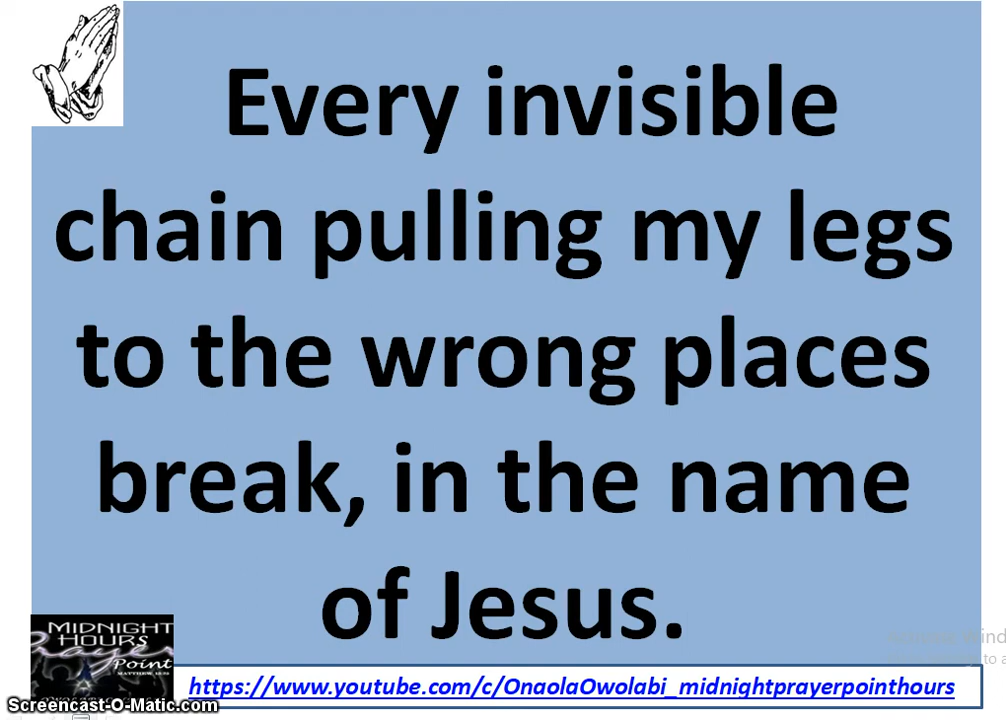 Every invisible
chain pulling my legs
to the wrong places
break, in the name
of Jesus.
MIDNIGHT
HOURS
Point
https://www.youtube.com/c/OnaolaOwolabi_midnightprayerpointhours
Screencast-O-Matic.com